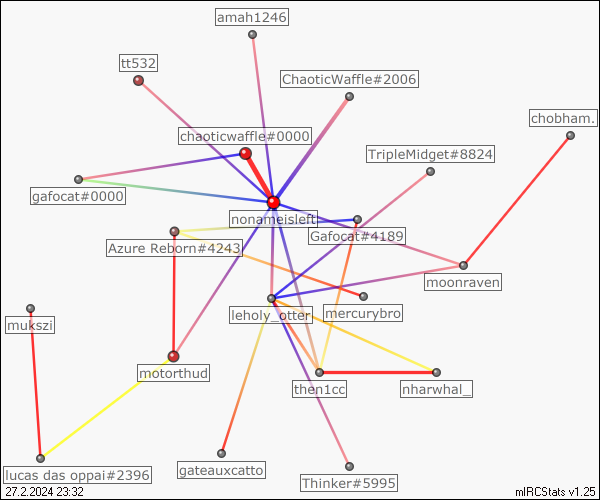 amah1246
tt532
ChaoticWaffle#2006
chobham.
chaoticwaffle#0000
TripleMidget#8824
gafocat#0000
nonameisleft
Gafocat#4189
Azure Reborn#4243
moonraven
mukszi
leholy_otter
mercurybro
motorthud
then1cc
nharwhal_
lucas das oppai#2396
gateauxcatto
Thinker#5995
27.2.2024 23:32
mIRCStats v1.25